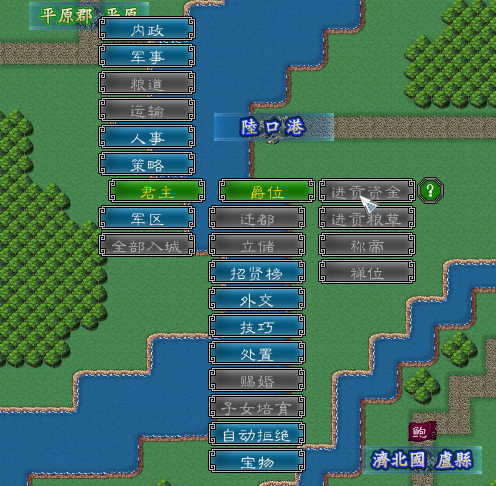 平原郡 平原
内政
军事
粮道
运输
陸口港
人事
策略
君主
爵位
进贡资金
?
军区
迁都
进贡粮草
全部入城
立储
称帝
招贤榜
禅位
外交
技巧
处置
赐婚
子女培育
鲍
自动拒绝
濟北國 盧縣
宝物